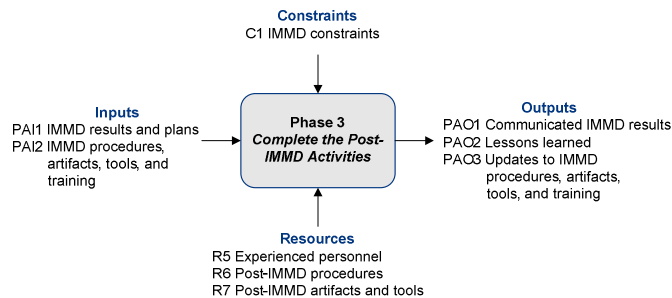 Constraints
C1 IMMD constraints
Inputs
PAI1 IMMD results and plans
PAI2 IMMD procedures,
artifacts, tools, and
training
Phase 3
Complete the Post-
IMMD Activities
Outputs
PAO1 Communicated IMMD results
PAO2 Lessons learned
PAO3 Updates to IMMD
procedures, artifacts,
tools, and training
Resources
R5 Experienced personnel
R6 Post-IMMD procedures
R7 Post-IMMD artifacts and tools